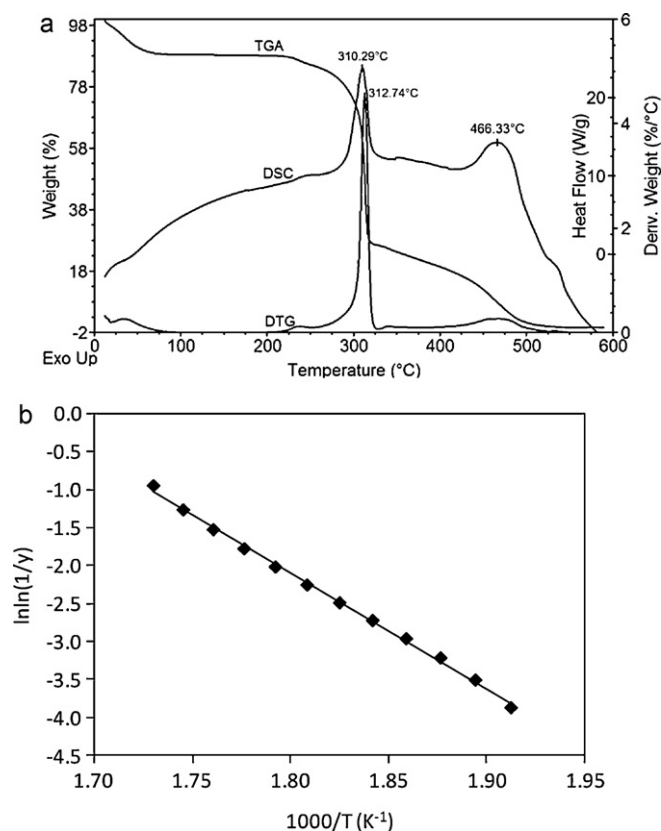 a
98
78
58
38
18
-2
Weight (%)
TGA
DSC
DTG
310.29°C
312.74°C
466.33°C
20
10
0
Heat Flow (W/g)
6
4
2
0
Deriv. Weight (%/°C)
0
100
200
300
400
500
600
Exo Up
Temperature (°C)
b
0.0
-0.5
-1.0
-1.5
-2.0
-2.5
-3.0
-3.5
-4.0
-4.5
lnln(1/y)
1.70
1.75
1.80
1.85
1.90
1.95
1000/T (K⁻¹)